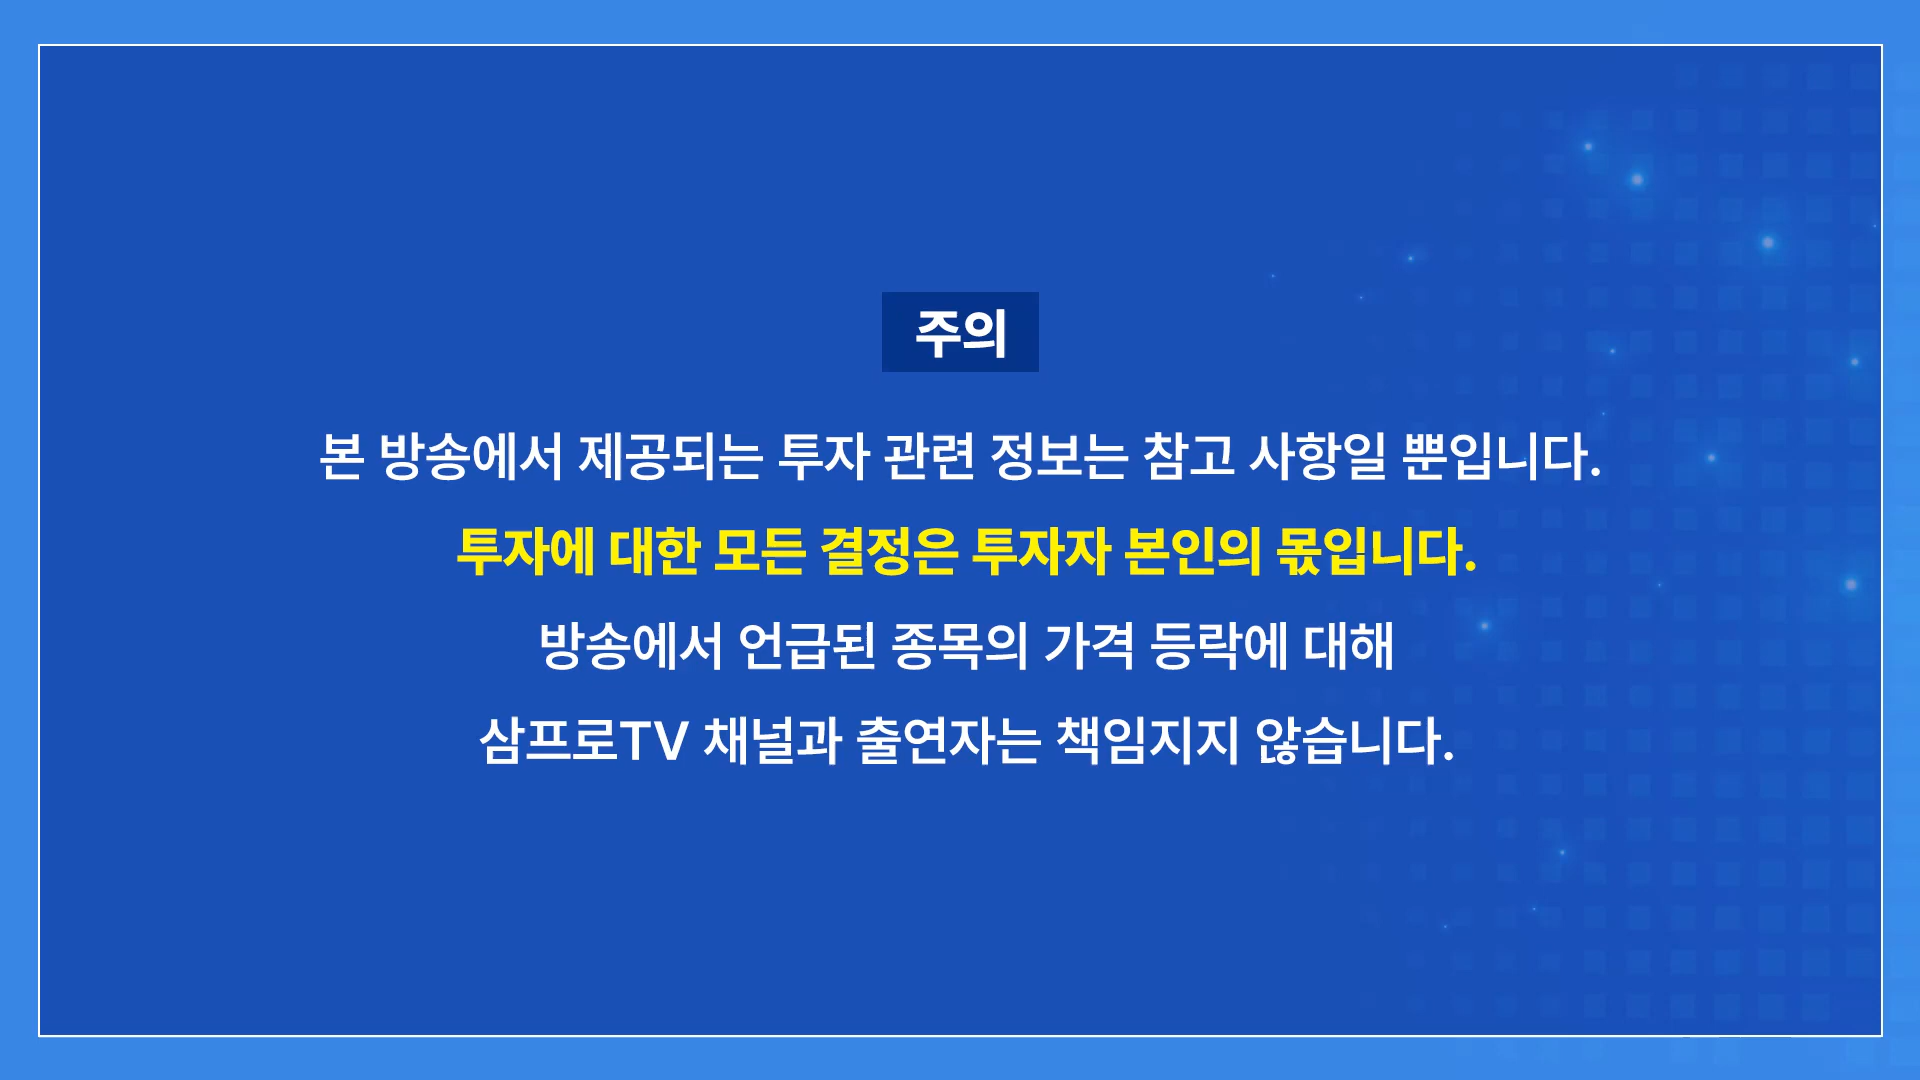 주의
본 방송에서 제공되는 투자 관련 정보는 참고 사항일 뿐입니다.
투자에 대한 모든 결정은 투자자 본인의 몫입니다.
방송에서 언급된 종목의 가격 등락에 대해
삼프로TV 채널과 출연자는 책임지지 않습니다.